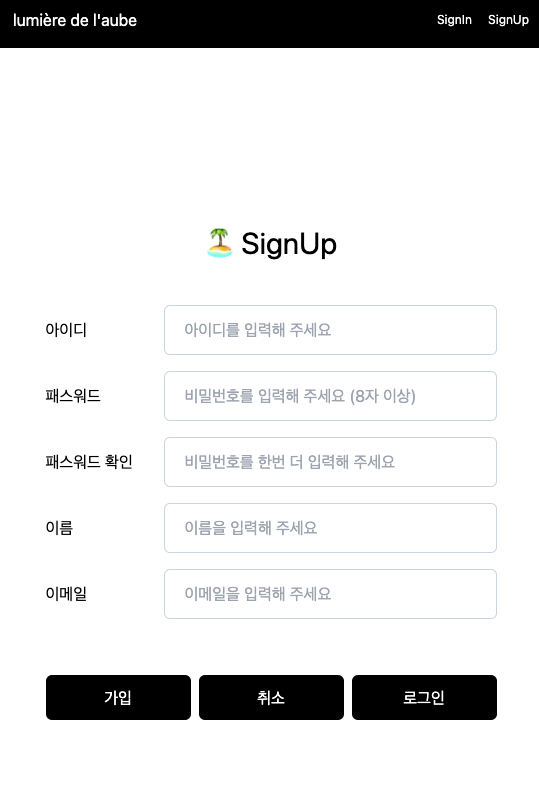 lumière de l'aube SignIn SignUp
🏝️ SignUp
아이디 아이디를 입력해 주세요
패스워드 비밀번호를 입력해 주세요 (8자 이상)
패스워드 확인 비밀번호를 한번 더 입력해 주세요
이름 이름을 입력해 주세요
이메일 이메일을 입력해 주세요
가입 취소 로그인